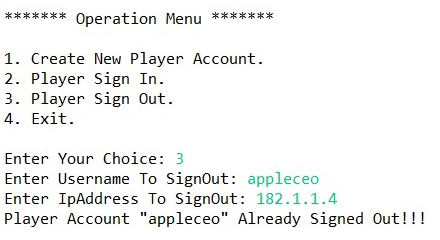 ******* Operation Menu *******
1. Create New Player Account.
2. Player Sign In.
3. Player Sign Out.
4. Exit.
Enter Your Choice: 3
Enter Username To SignOut: appleceo
Enter IpAddress To SignOut: 182.1.1.4
Player Account "appleceo" Already Signed Out!!!